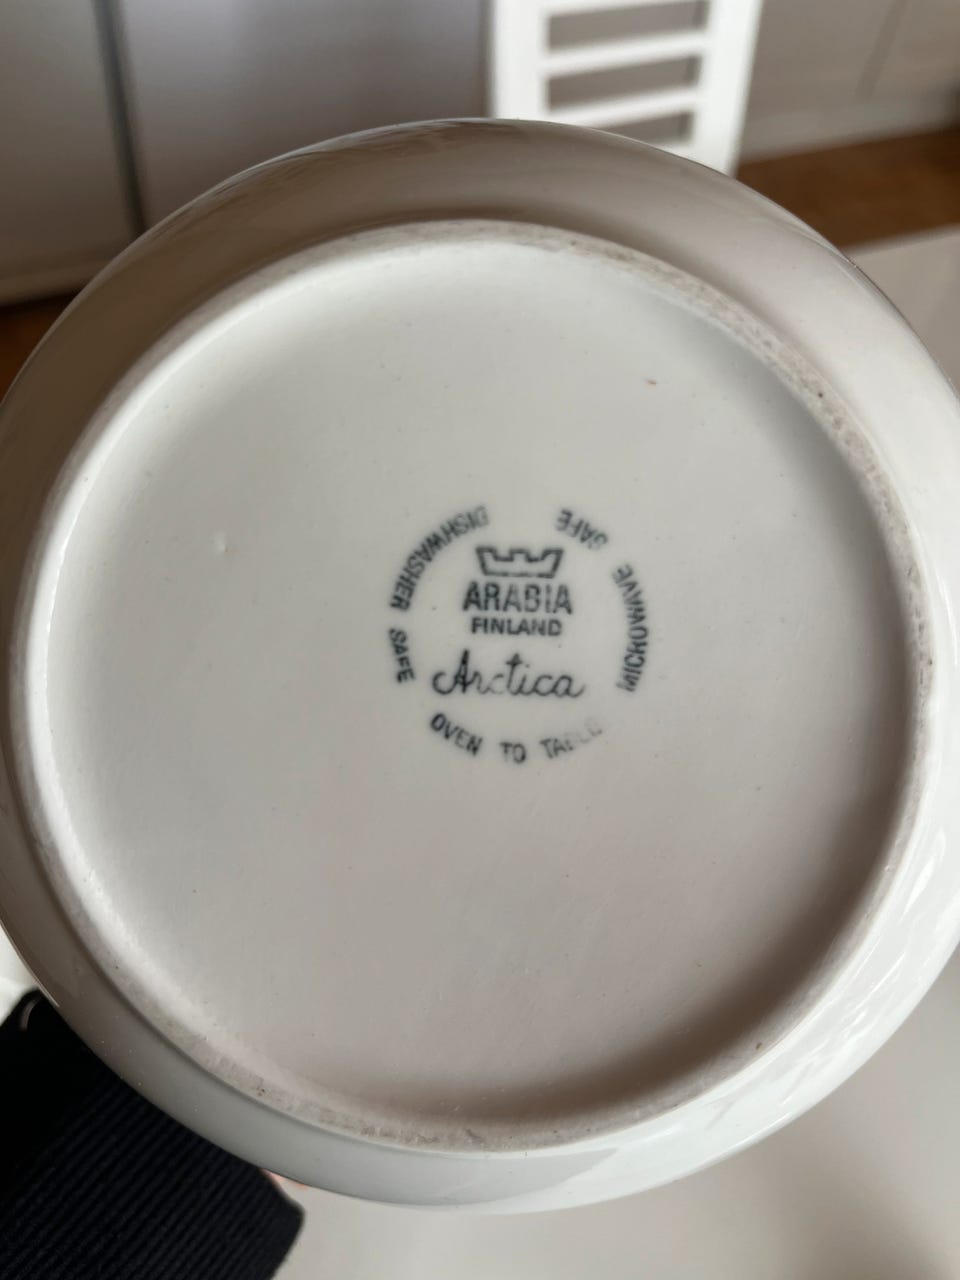 DISHWASHER SAFE
MICROWAVE SAFE
ARABIA
FINLAND
Arctica
OVEN TO TABLE